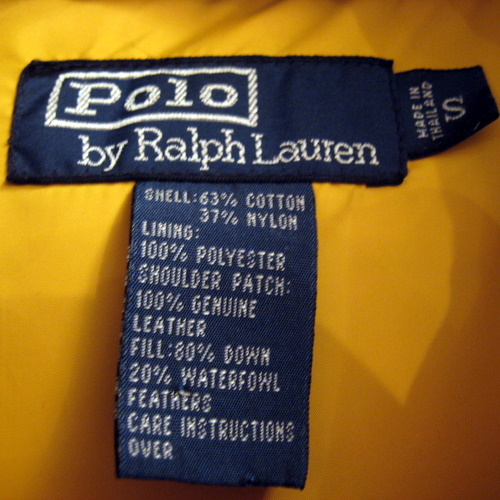 Polo
by Ralph Lauren
MADE IN
THAILAND
S
SHELL:63% COTTON
37% NYLON
LINING:
100% POLYESTER
SHOULDER PATCH:
100% GENUINE
LEATHER
FILL:80% DOWN
20% WATERFOWL
FEATHERS
CARE INSTRUCTIONS
OVER